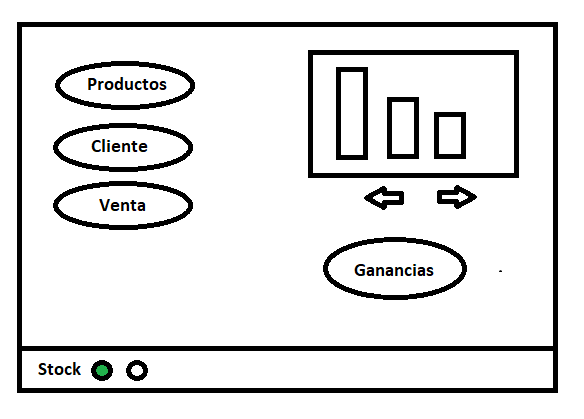 Productos
Cliente
Venta
Ganancias
Stock